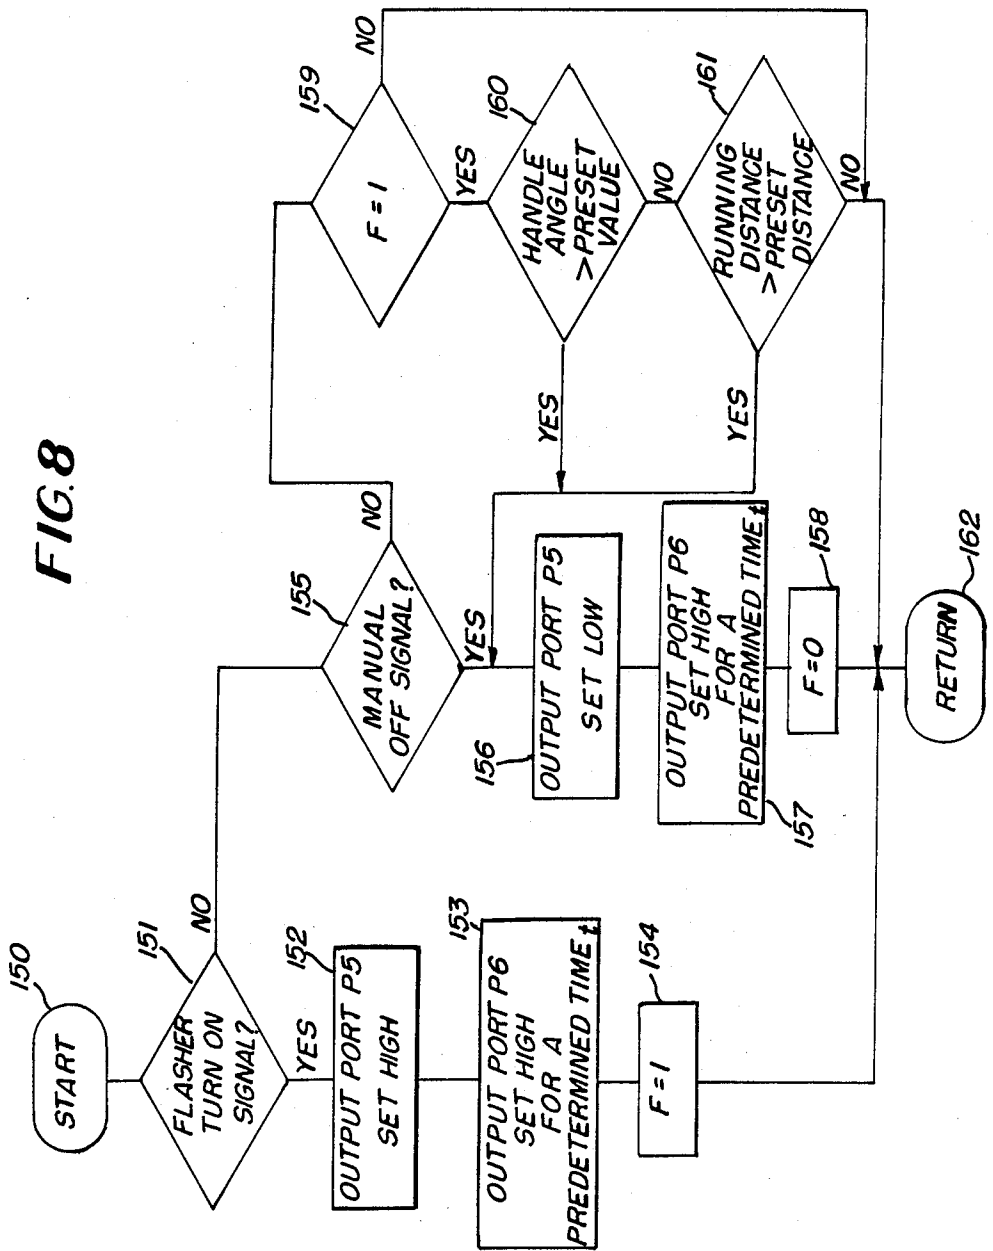 FIG. 8
START
150
FLASHER
TURN ON
SIGNAL?
151
NO
YES
OUTPUT PORT P5
SET HIGH
152
OUTPUT PORT P6
SET HIGH
FOR A
PREDETERMINED TIME t
153
F=1
154
MANUAL
OFF SIGNAL?
155
NO
YES
OUTPUT PORT P5
SET LOW
156
OUTPUT PORT P6
SET HIGH
FOR A
PREDETERMINED TIME t
157
F=0
158
F=1
159
NO
YES
HANDLE
ANGLE
>PRESET
VALUE
160
YES
NO
RUNNING
DISTANCE
>PRESET
DISTANCE
161
YES
NO
RETURN
162